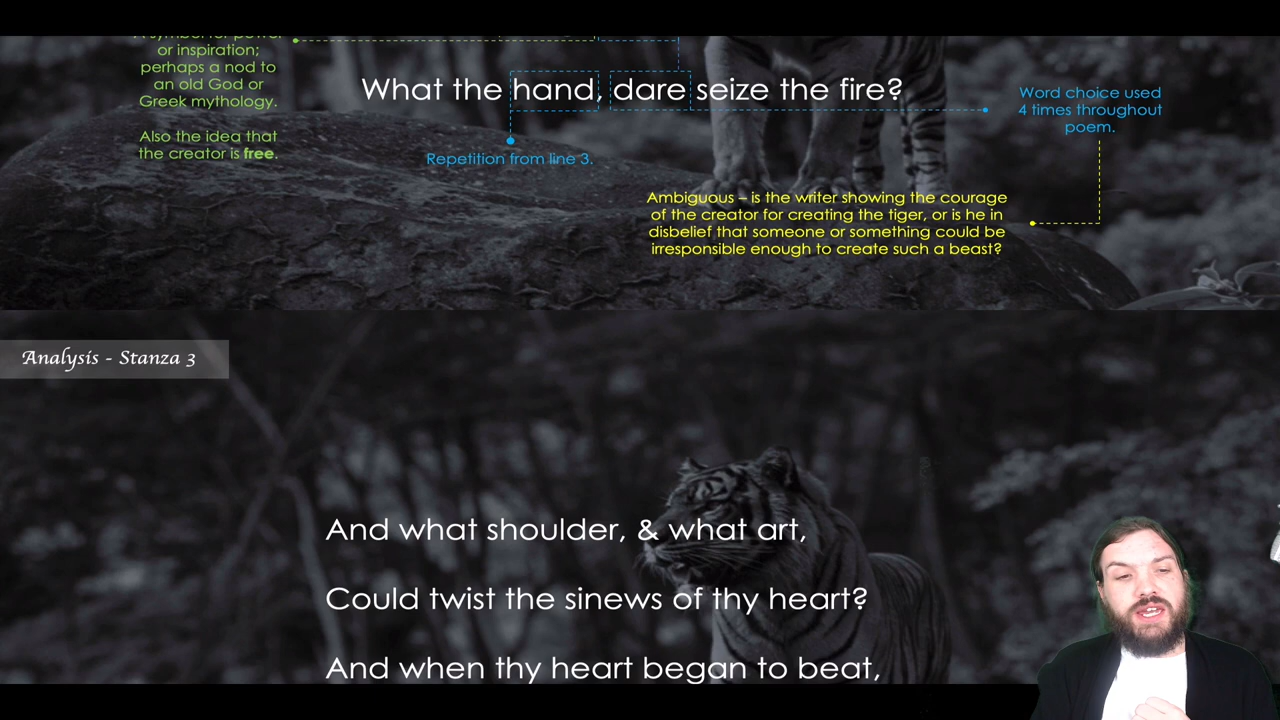 A symbol for power
or inspiration;
perhaps a nod to
an old God or
Greek mythology.
Also the idea that
the creator is free.
What the hand, dare seize the fire?
Repetition from line 3.
Word choice used
4 times throughout
poem.
Ambiguous – is the writer showing the courage
of the creator for creating the tiger, or is he in
disbelief that someone or something could be
irresponsible enough to create such a beast?
Analysis - Stanza 3
And what shoulder, & what art,
Could twist the sinews of thy heart?
And when thy heart began to beat,